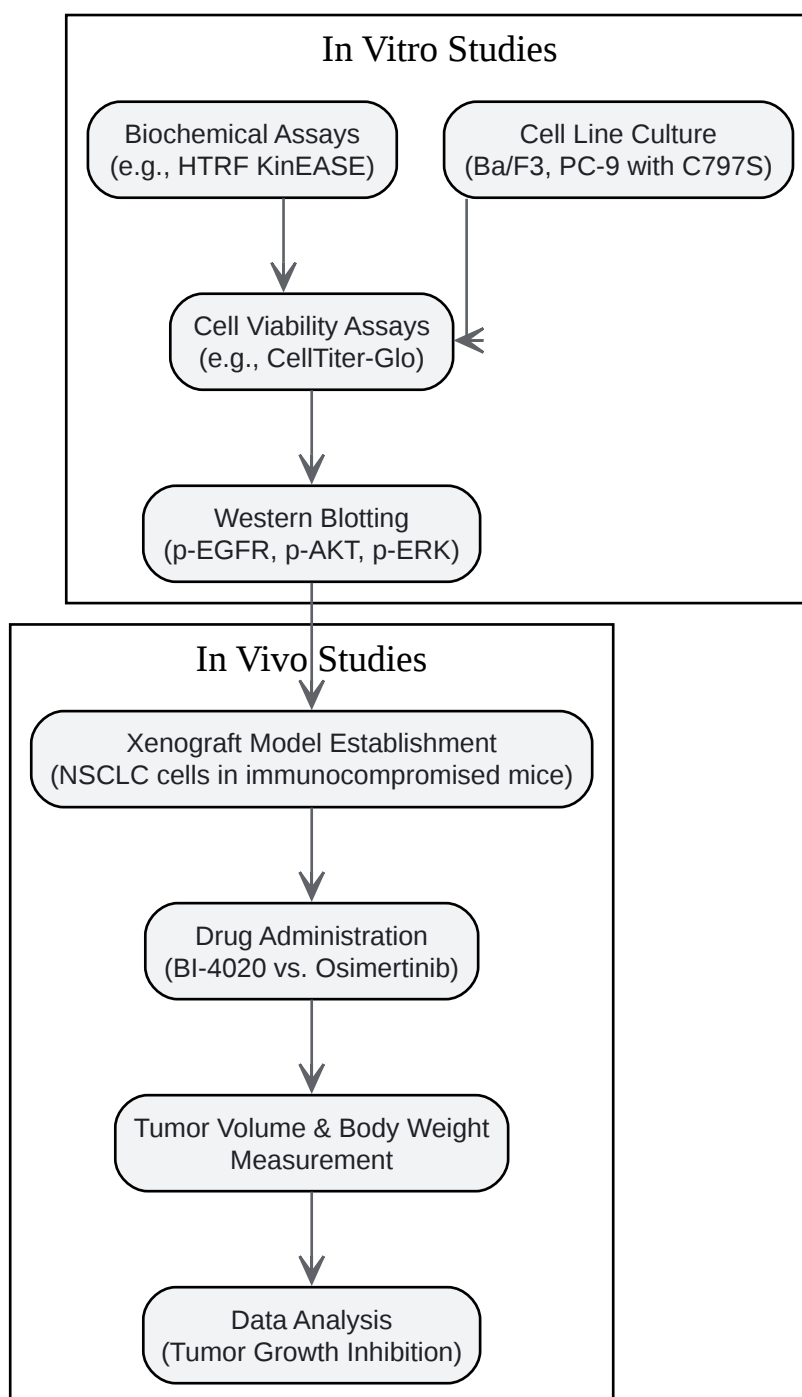 In Vitro Studies
Biochemical Assays
(e.g., HTRF KinEASE)
Cell Line Culture
(Ba/F3, PC-9 with C797S)
Cell Viability Assays
(e.g., CellTiter-Glo)
Western Blotting
(p-EGFR, p-AKT, p-ERK)
In Vivo Studies
Xenograft Model Establishment
(NSCLC cells in immunocompromised mice)
Drug Administration
(BI-4020 vs. Osimertinib)
Tumor Volume & Body Weight
Measurement
Data Analysis
(Tumor Growth Inhibition)